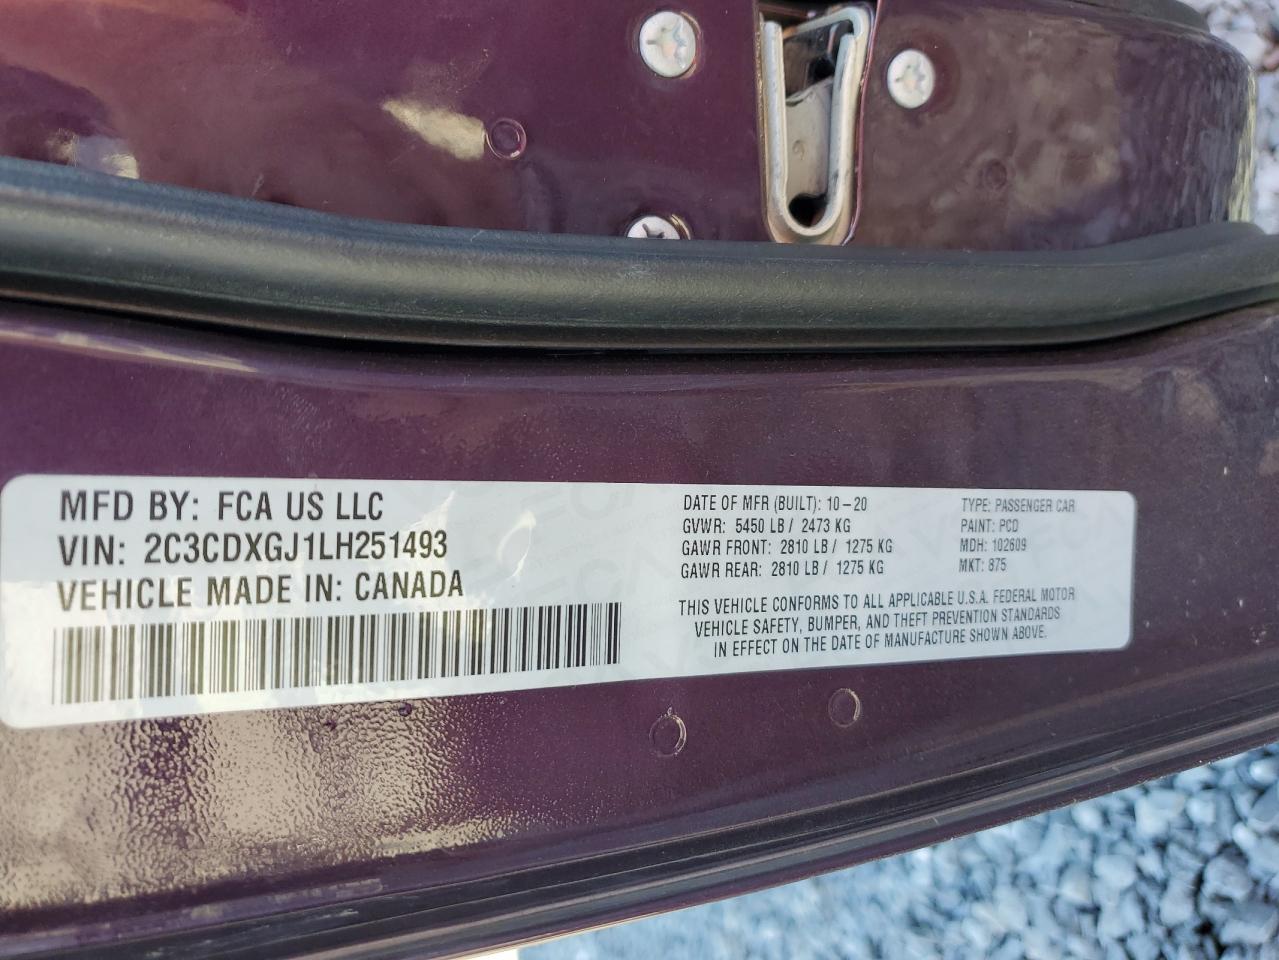 MFD BY: FCA US LLC
VIN: 2C3CDXGJ1LH251493
VEHICLE MADE IN: CANADA
DATE OF MFR (BUILT): 10-20
GVWR: 5450 LB / 2473 KG
GAWR FRONT: 2810 LB / 1275 KG
GAWR REAR: 2810 LB / 1275 KG
TYPE: PASSENGER CAR
PAINT: PCD
MDH: 102609
MKT: 875
THIS VEHICLE CONFORMS TO ALL APPLICABLE U.S.A. FEDERAL MOTOR
VEHICLE SAFETY, BUMPER, AND THEFT PREVENTION STANDARDS
IN EFFECT ON THE DATE OF MANUFACTURE SHOWN ABOVE.